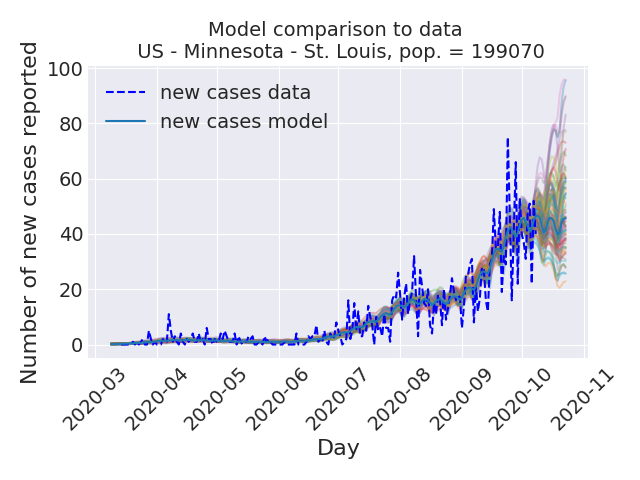 Model comparison to data
US - Minnesota - St. Louis, pop. = 199070
Number of new cases reported
100
80
60
40
20
0
new cases data
new cases model
2020-03
2020-04
2020-05
2020-06
2020-07
2020-08
2020-09
2020-10
2020-11
Day